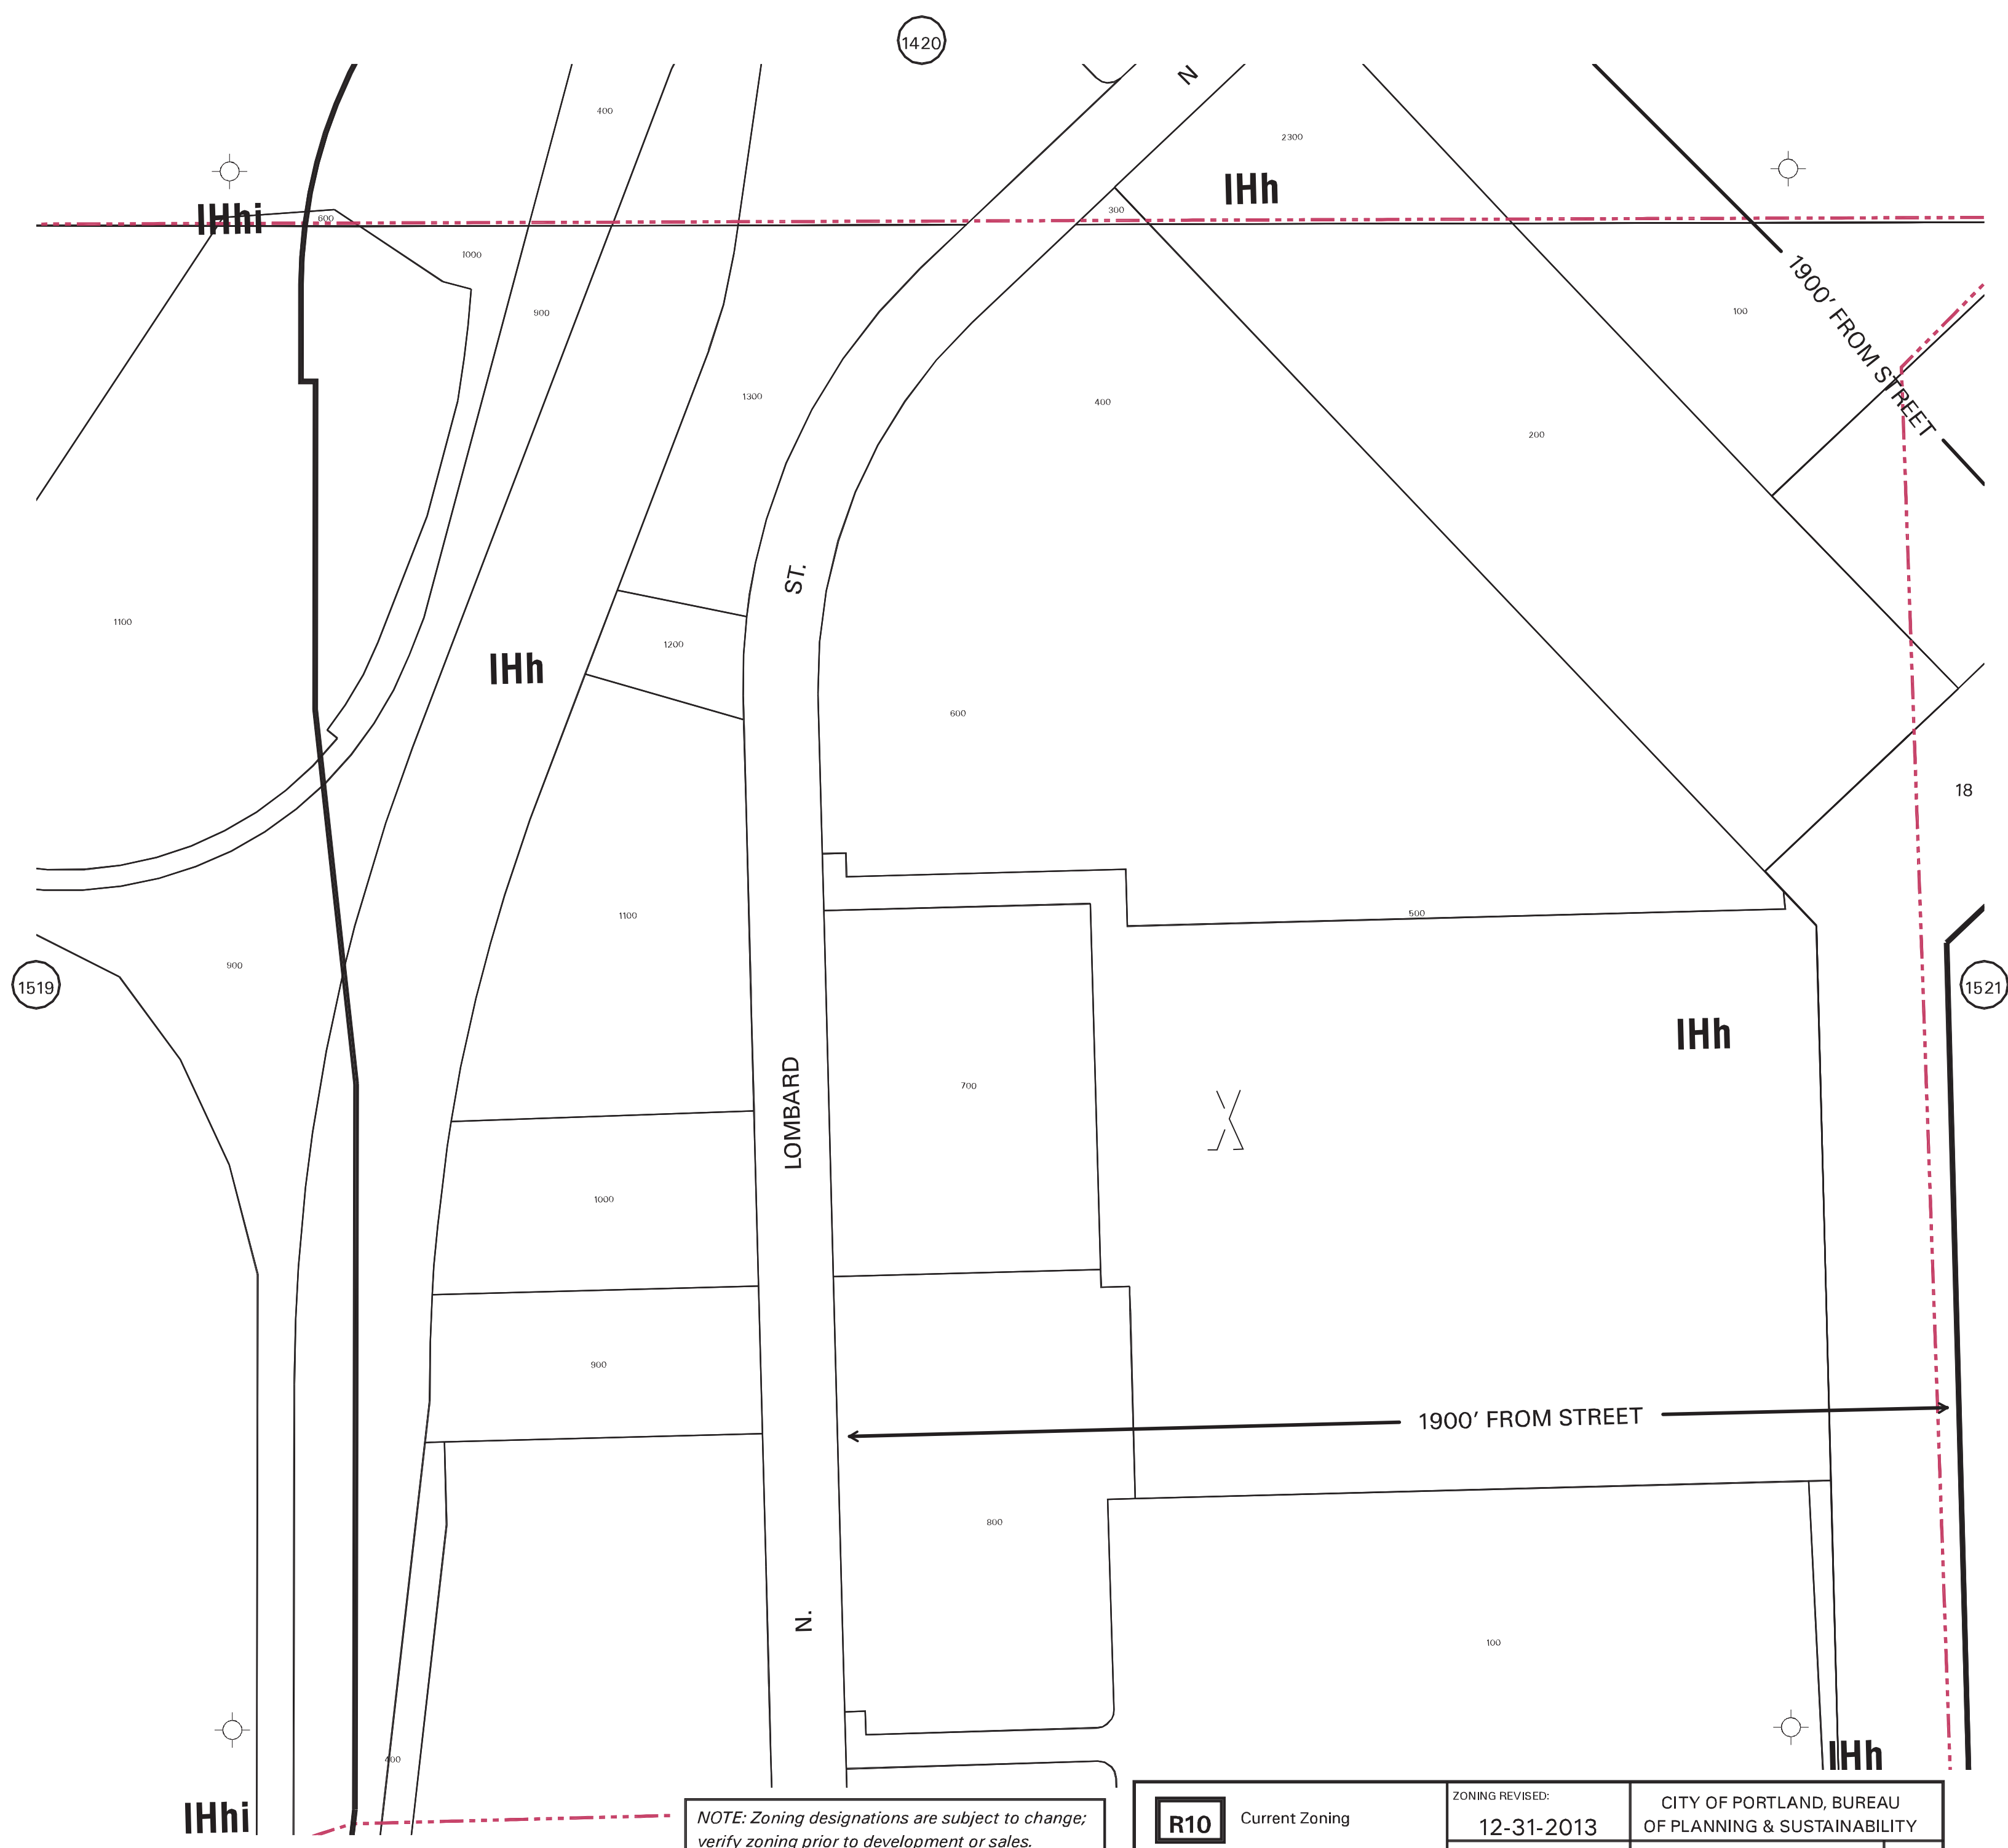 1420
N
400
2300
IHh
IHhi
600
300
1000
1900' FROM STREET
900
100
1300
400
200
ST.
1100
1200
IHh
600
18
1100
500
900
1519
1521
IHh
LOMBARD
700
1000
900
1900' FROM STREET
800
N.
100
400
IHh
IHhi
NOTE: Zoning designations are subject to change;
verify zoning prior to development or sales.
R10
Current Zoning
ZONING REVISED:
12-31-2013
CITY OF PORTLAND, BUREAU
OF PLANNING & SUSTAINABILITY